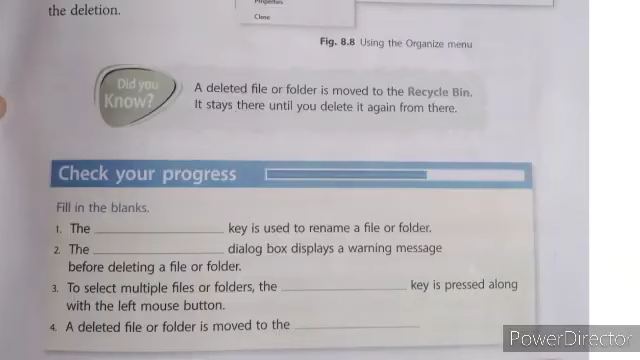 the deletion.
Properties
Close
Fig. 8.8 Using the Organize menu
Did you
Know?
A deleted file or folder is moved to the Recycle Bin.
It stays there until you delete it again from there.
Check your progress
Fill in the blanks.
1. The ____________ key is used to rename a file or folder.
2. The ____________ dialog box displays a warning message
before deleting a file or folder.
3. To select multiple files or folders, the ____________ key is pressed along
with the left mouse button.
4. A deleted file or folder is moved to the ____________
PowerDirector